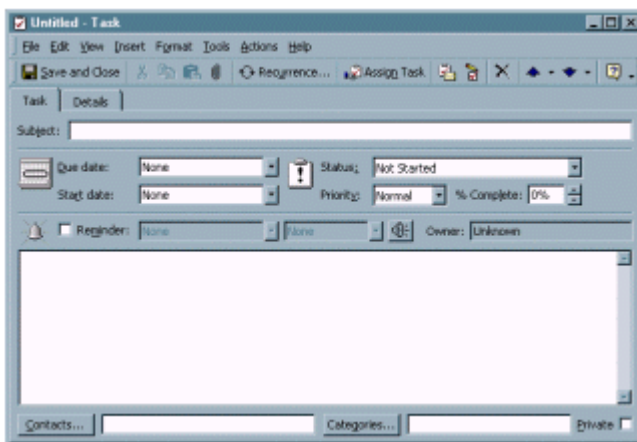 Untitled - Task
File Edit View Insert Format Tools Actions Help
Save and Close Recurrence... Assign Task
Task Details
Subject:
Due date: None Status: Not Started
Start date: None Priority: Normal % Complete: 0%
Reminder: None None Owner: Unknown
Contacts... Categories... Private